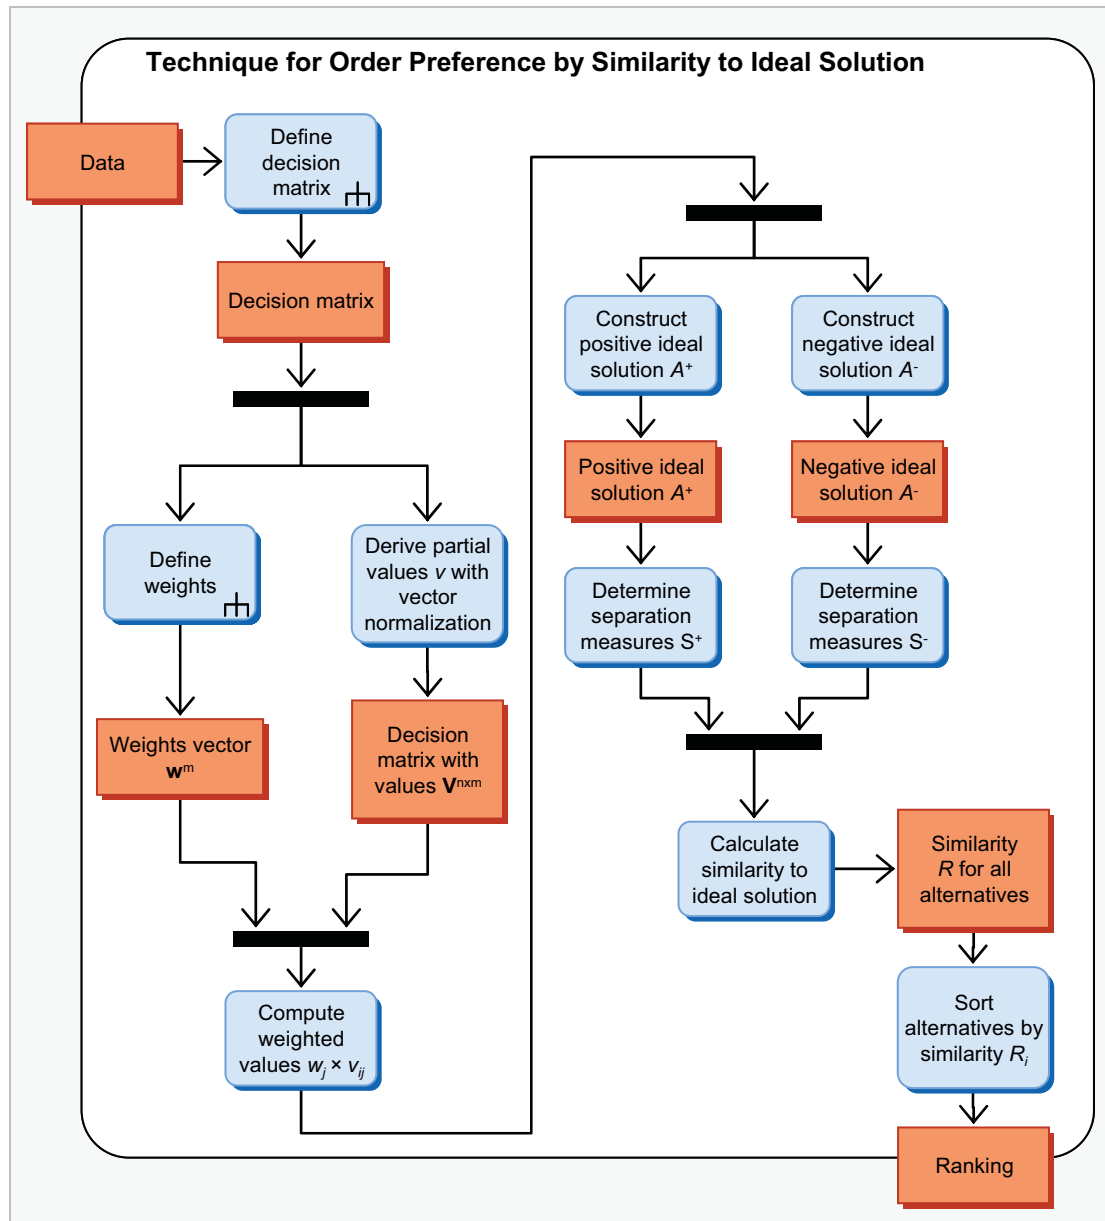 Technique for Order Preference by Similarity to Ideal Solution
Data
Define
decision
matrix
Decision matrix
Define
weights
Derive partial
values v with
vector
normalization
Weights vector
wᵐ
Decision
matrix with
values Vⁿˣᵐ
Compute
weighted
values wⱼ × vᵢⱼ
Construct
positive ideal
solution A⁺
Construct
negative ideal
solution A⁻
Positive ideal
solution A⁺
Negative ideal
solution A⁻
Determine
separation
measures S⁺
Determine
separation
measures S⁻
Calculate
similarity to
ideal solution
Similarity
R for all
alternatives
Sort
alternatives by
similarity Rᵢ
Ranking